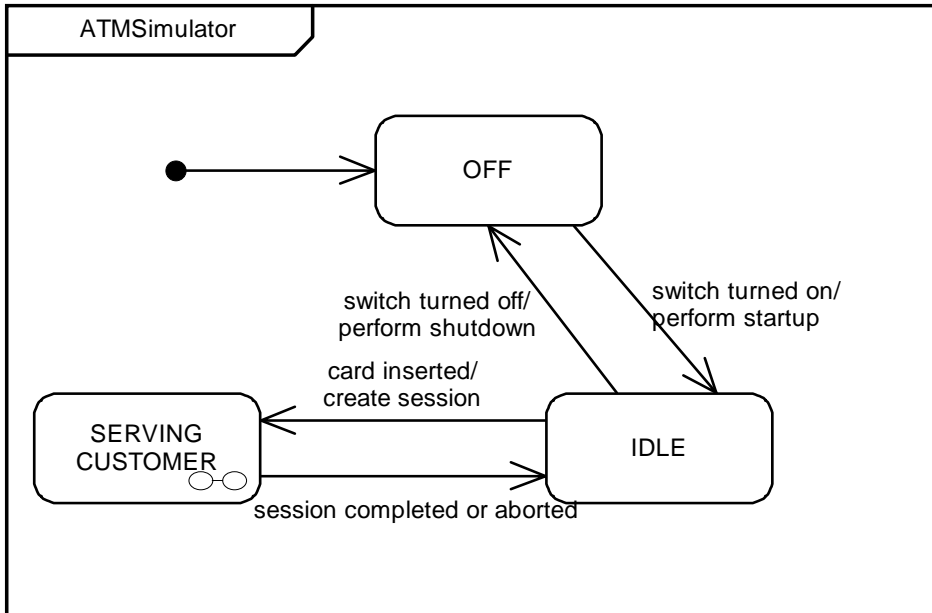 ATMSimulator
OFF
switch turned off/
perform shutdown
switch turned on/
perform startup
card inserted/
create session
SERVING
CUSTOMER
IDLE
session completed or aborted